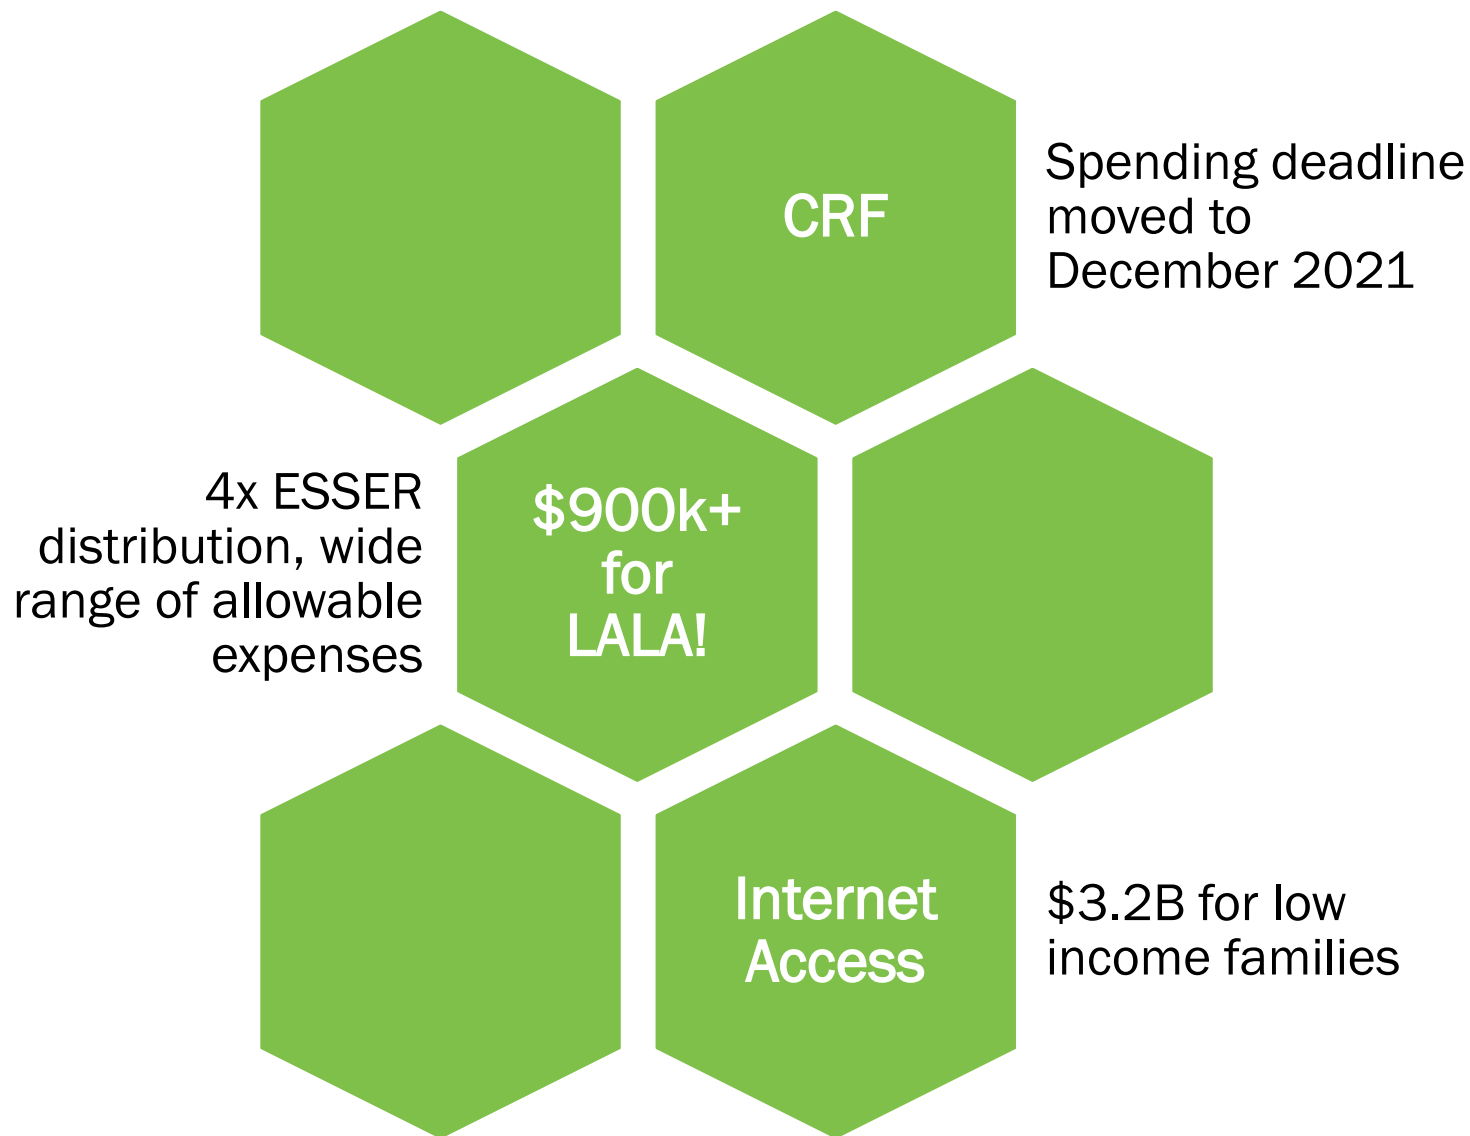 CRF
Spending deadline
moved to
December 2021
4x ESSER
distribution, wide
range of allowable
expenses
$900k+
for
LALA!
Internet
Access
$3.2B for low
income families